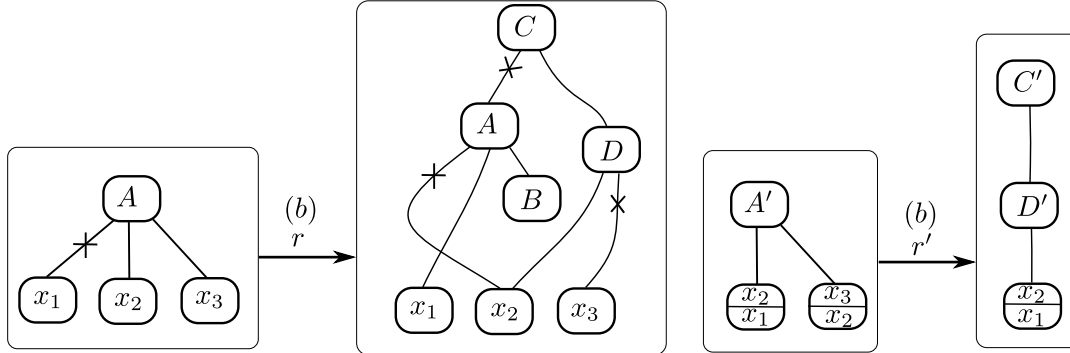 A
x₁
x₂
x₃
(b)
r
C
A
D
B
x₁
x₂
x₃
A′
x₂
x₁
x₃
x₂
(b)
r′
C′
D′
x₂
x₁